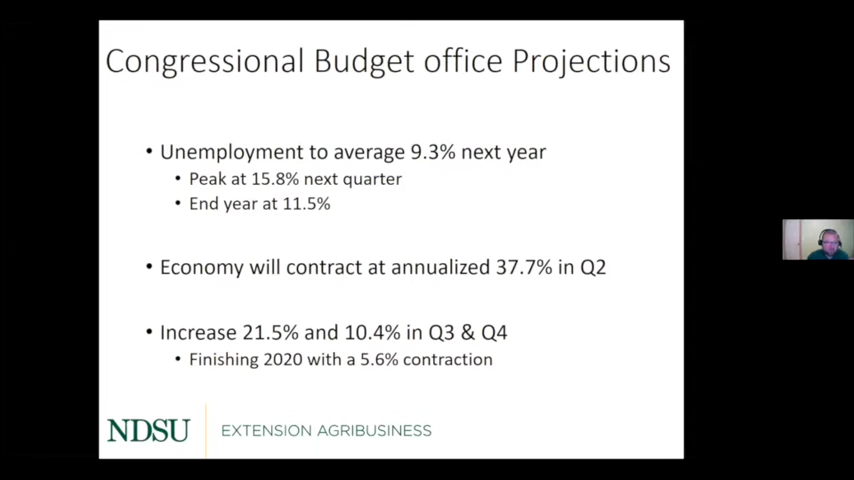 Congressional Budget office Projections
• Unemployment to average 9.3% next year
• Peak at 15.8% next quarter
• End year at 11.5%
• Economy will contract at annualized 37.7% in Q2
• Increase 21.5% and 10.4% in Q3 & Q4
• Finishing 2020 with a 5.6% contraction
NDSU EXTENSION AGRIBUSINESS